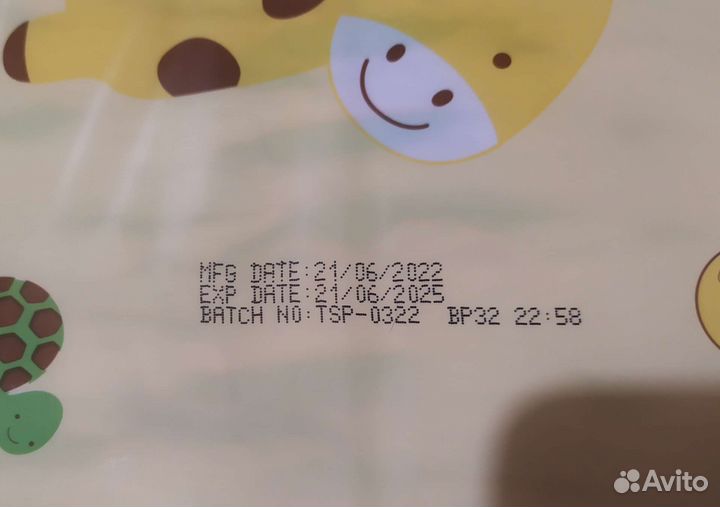 MFG DATE:21/06/2022
EXP DATE:21/06/2025
BATCH NO:TSP-0322 BP32 22:58
Avito